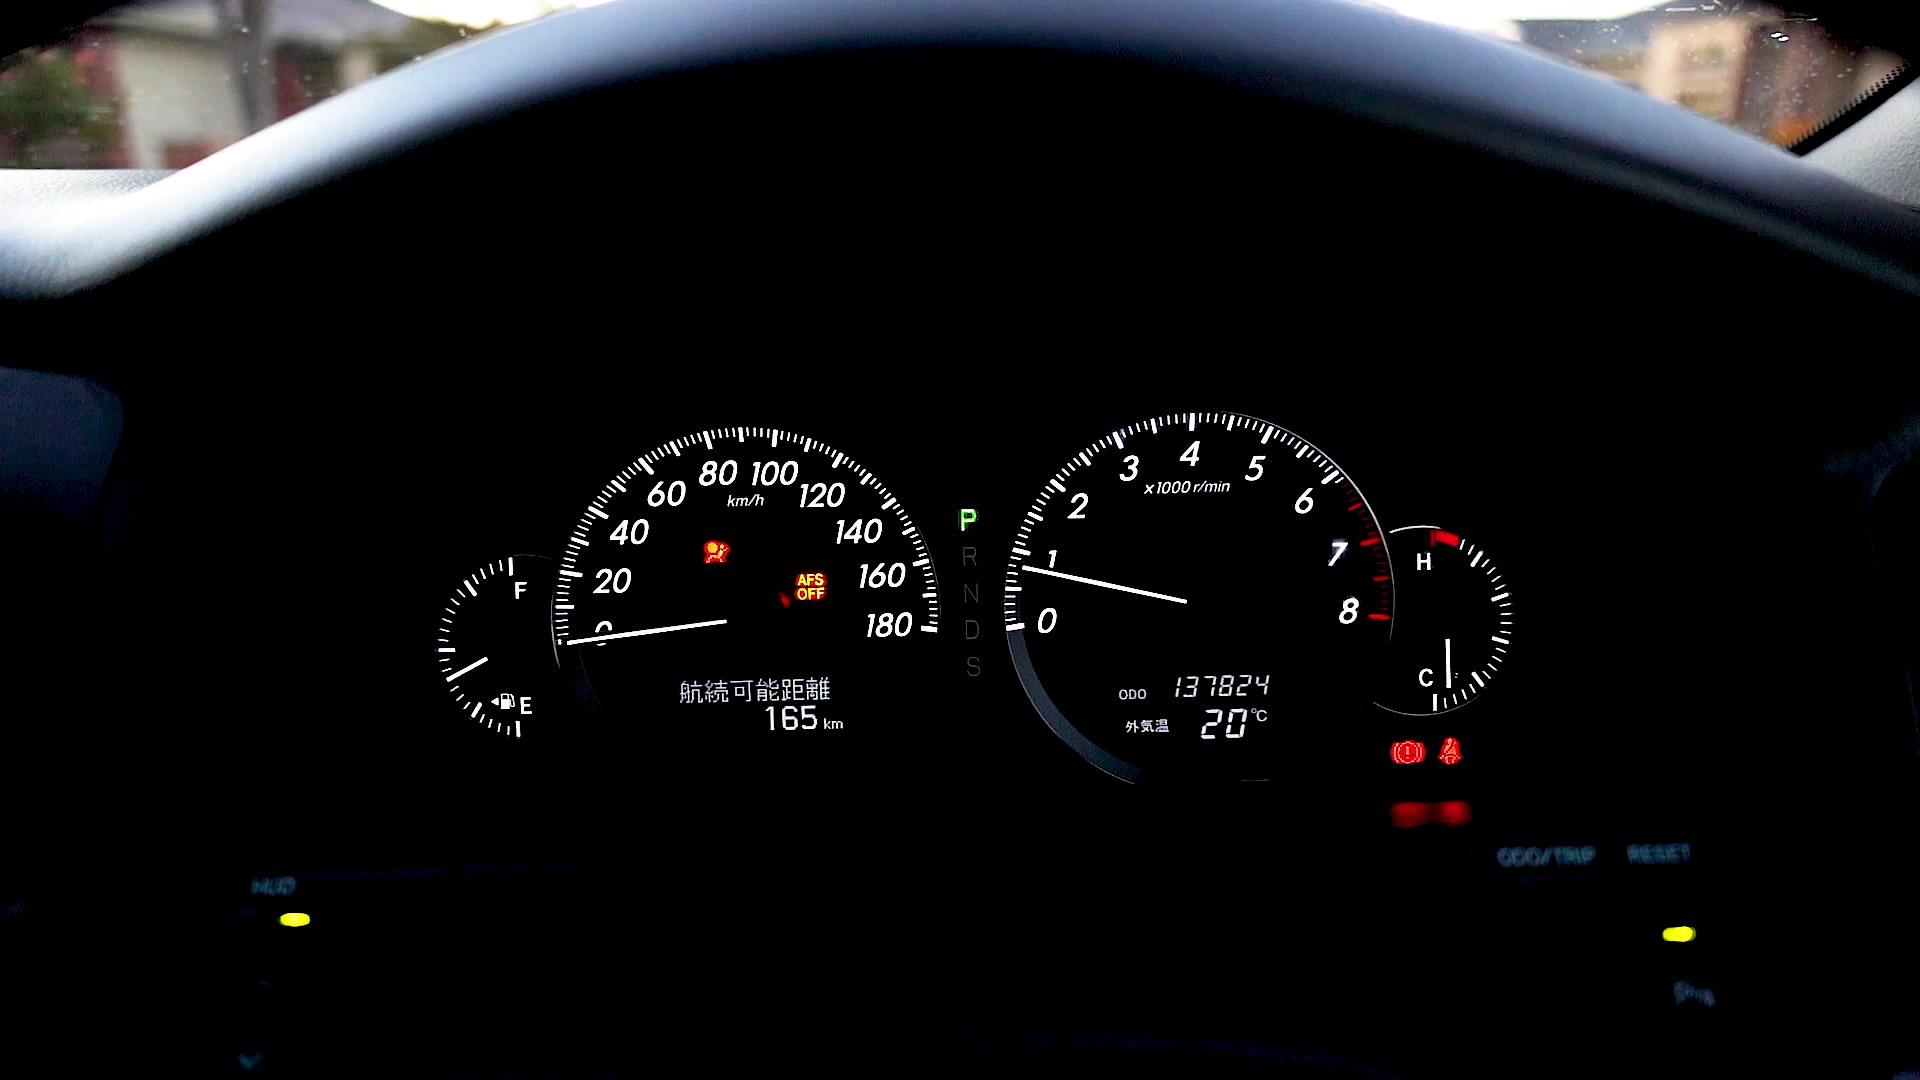 80 100
60 km/h 120
40 140
20 160
0 180
F
E
AFS
OFF
航続可能距離
165 km
P
R
N
D
S
4
3 5
x1000 r/min
2 6
1 7
0 8
ODO 137824
外気温 20°C
H
C
ODO/TRIP RESET
HUD